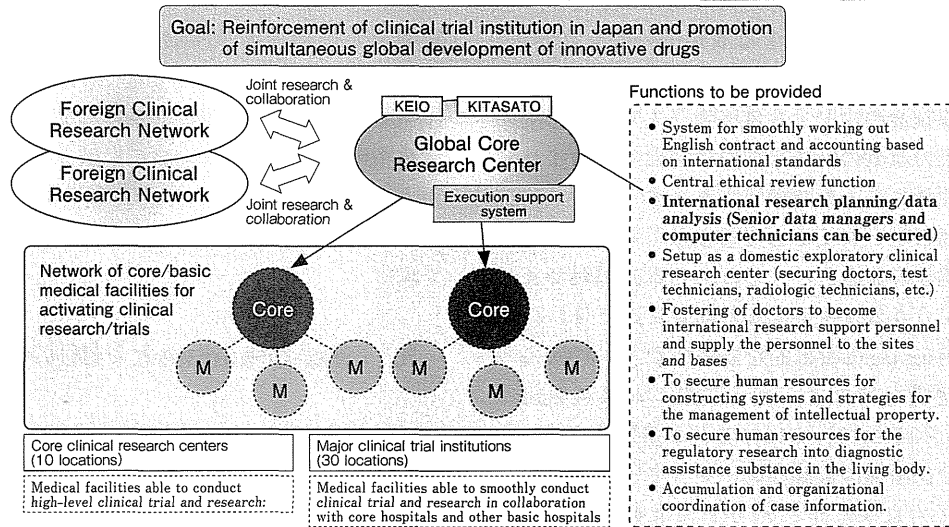 Goal: Reinforcement of clinical trial institution in Japan and promotion
of simultaneous global development of innovative drugs
Foreign Clinical
Research Network
Foreign Clinical
Research Network
Joint research &
collaboration
Joint research &
collaboration
KEIO
KITASATO
Global Core
Research Center
Execution support
system
Network of core/basic
medical facilities for
activating clinical
research/trials
Core
M
M
M
Core
M
M
M
Core clinical research centers
(10 locations)
Medical facilities able to conduct
high-level clinical trial and research:
Major clinical trial institutions
(30 locations)
Medical facilities able to smoothly conduct
clinical trial and research in collaboration
with core hospitals and other basic hospitals
Functions to be provided
• System for smoothly working out
English contract and accounting based
on international standards
• Central ethical review function
• International research planning/data
analysis (Senior data managers and
computer technicians can be secured)
• Setup as a domestic exploratory clinical
research center (securing doctors, test
technicians, radiologic technicians, etc.)
• Fostering of doctors to become
international research support personnel
and supply the personnel to the sites
and bases
• To secure human resources for
constructing systems and strategies for
the management of intellectual property.
• To secure human resources for the
regulatory research into diagnostic
assistance substance in the living body.
• Accumulation and organizational
coordination of case information.